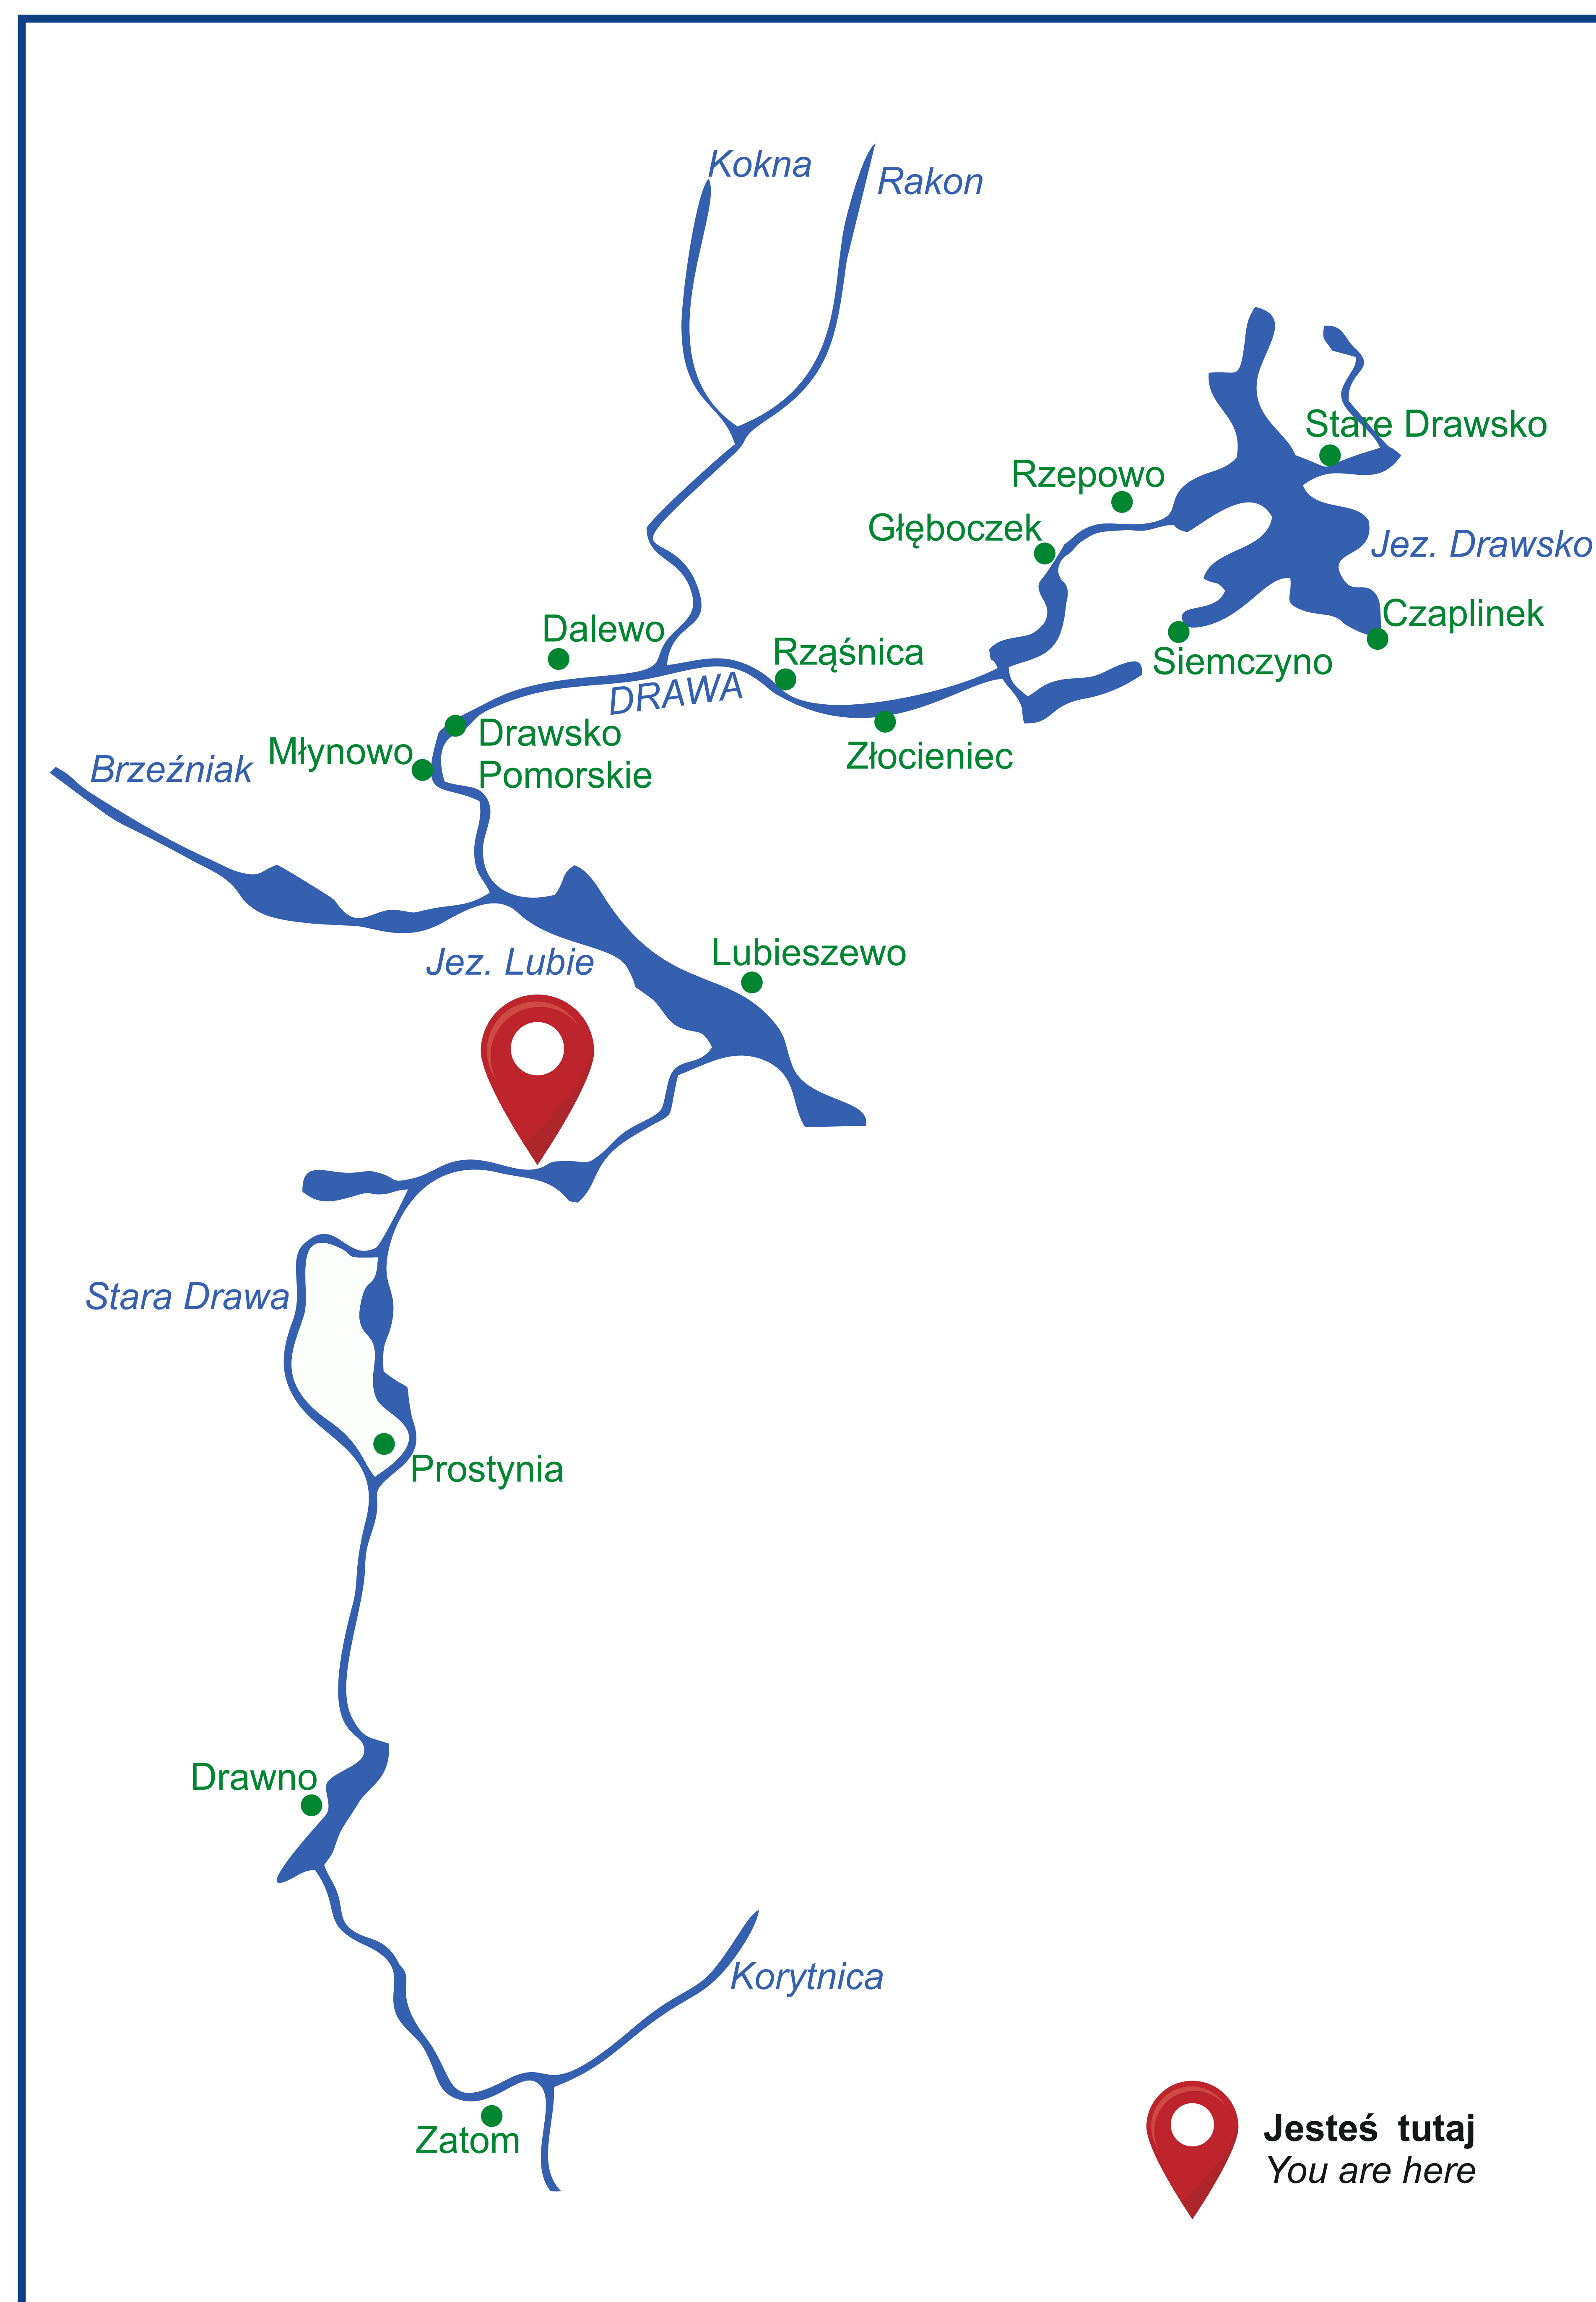 Kokna
Rakon
Stare Drawsko
Rzepowo
Głęboczek
Jez. Drawsko
Czaplinek
Dalewo
Rząśnica
Siemczyno
DRAWA
Drawsko
Pomorskie
Młynowo
Złocieniec
Brzeźniak
Jez. Lubie
Lubieszewo
Stara Drawa
Prostynia
Drawno
Korytnica
Zatom
Jesteś tutaj
You are here